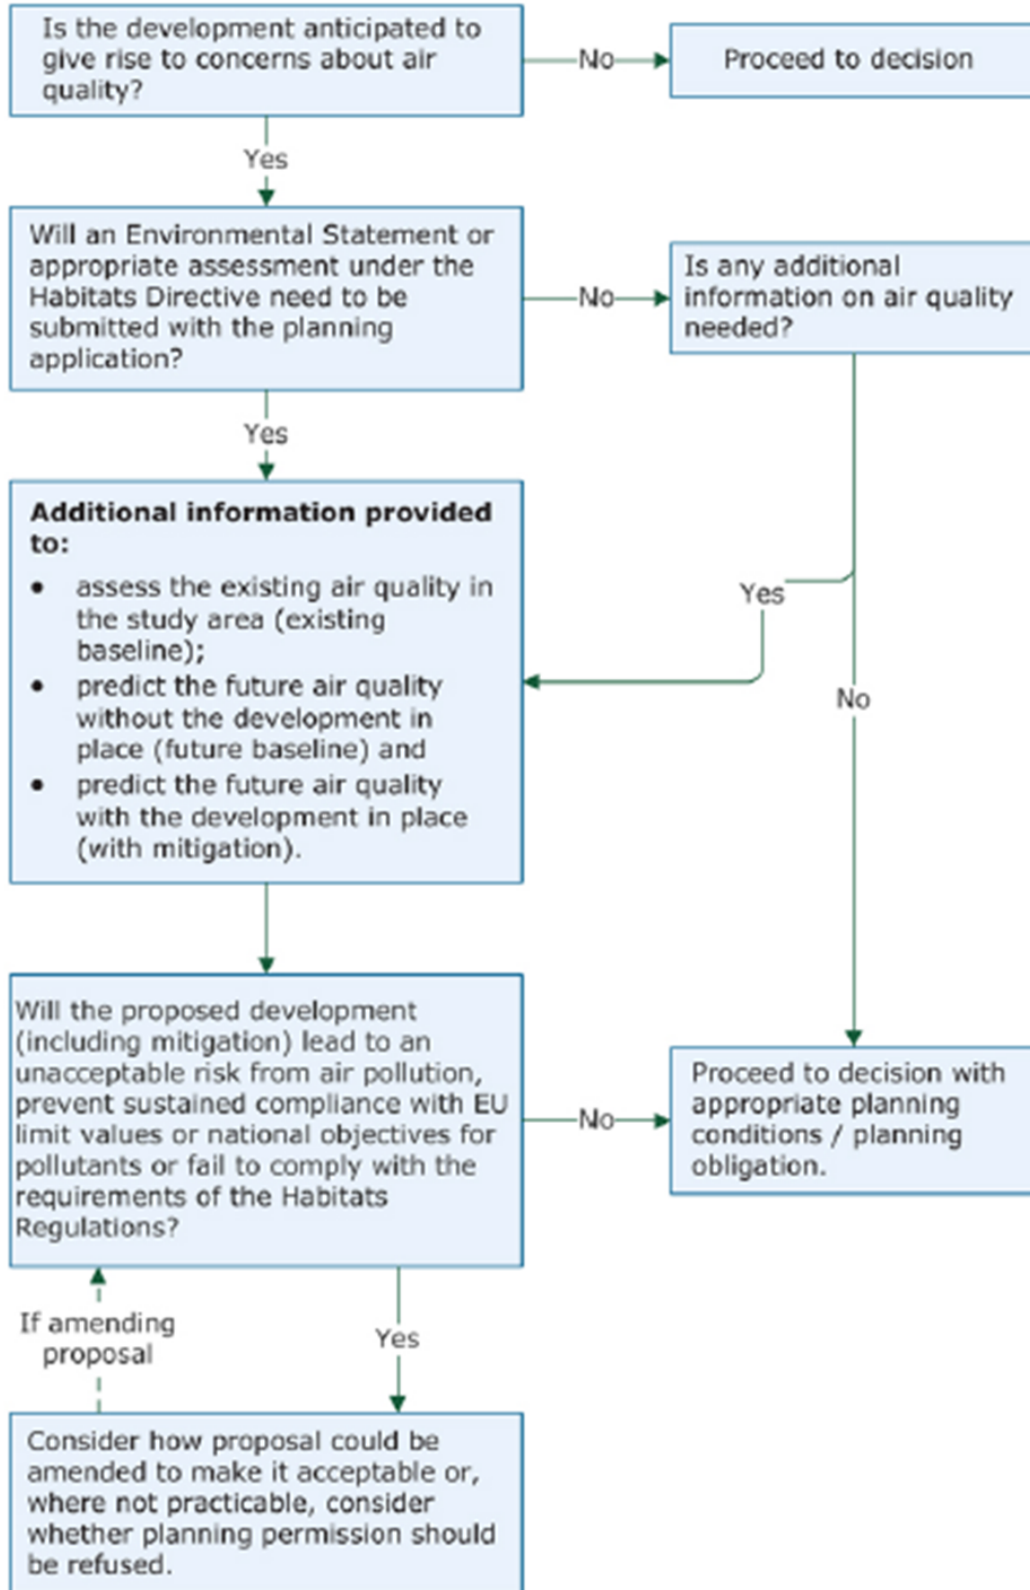 Is the development anticipated to
give rise to concerns about air
quality?
No
Proceed to decision
Yes
Will an Environmental Statement or
appropriate assessment under the
Habitats Directive need to be
submitted with the planning
application?
No
Is any additional
information on air quality
needed?
Yes
Additional information provided
to:
• assess the existing air quality in
the study area (existing
baseline);
• predict the future air quality
without the development in
place (future baseline) and
• predict the future air quality
with the development in place
(with mitigation).
Yes
No
Will the proposed development
(including mitigation) lead to an
unacceptable risk from air pollution,
prevent sustained compliance with EU
limit values or national objectives for
pollutants or fail to comply with the
requirements of the Habitats
Regulations?
No
Proceed to decision with
appropriate planning
conditions / planning
obligation.
If amending
proposal
Yes
Consider how proposal could be
amended to make it acceptable or,
where not practicable, consider
whether planning permission should
be refused.